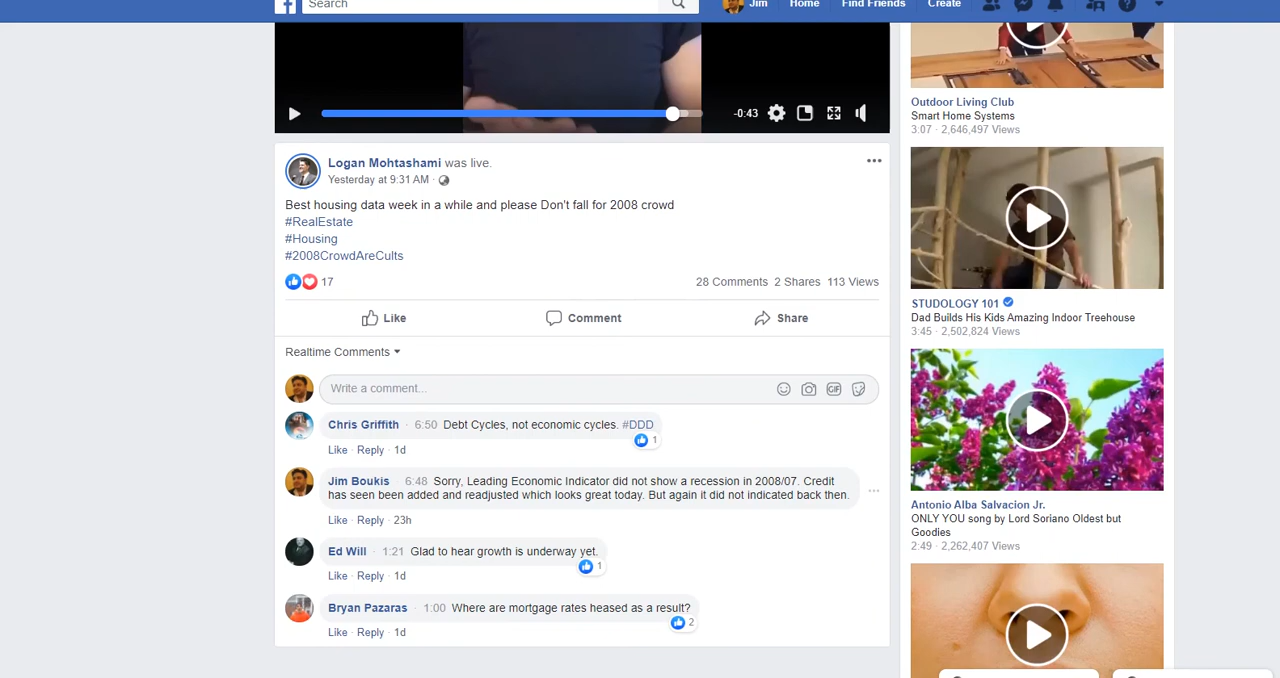 Search
Jim
Home
Find Friends
Create
-0:43
Logan Mohtashami was live.
Yesterday at 9:31 AM ·
Best housing data week in a while and please Don't fall for 2008 crowd
#RealEstate
#Housing
#2008CrowdAreCults
17
28 Comments 2 Shares 113 Views
Like
Comment
Share
Realtime Comments
Write a comment...
GIF
Chris Griffith · 6:50 Debt Cycles, not economic cycles. #DDD
1
Like · Reply · 1d
Jim Boukis 6:48 Sorry, Leading Economic Indicator did not show a recession in 2008/07. Credit
has seen been added and readjusted which looks great today. But again it did not indicated back then.
Like · Reply · 23h
Ed Will · 1:21 Glad to hear growth is underway yet.
1
Like · Reply · 1d
Bryan Pazaras · 1:00 Where are mortgage rates heased as a result?
2
Like · Reply · 1d
Outdoor Living Club
Smart Home Systems
3:07 · 2,646,497 Views
STUDOLOGY 101
Dad Builds His Kids Amazing Indoor Treehouse
3:45 · 2,502,824 Views
Antonio Alba Salvacion Jr.
ONLY YOU song by Lord Soriano Oldest but
Goodies
2:49 · 2,262,407 Views